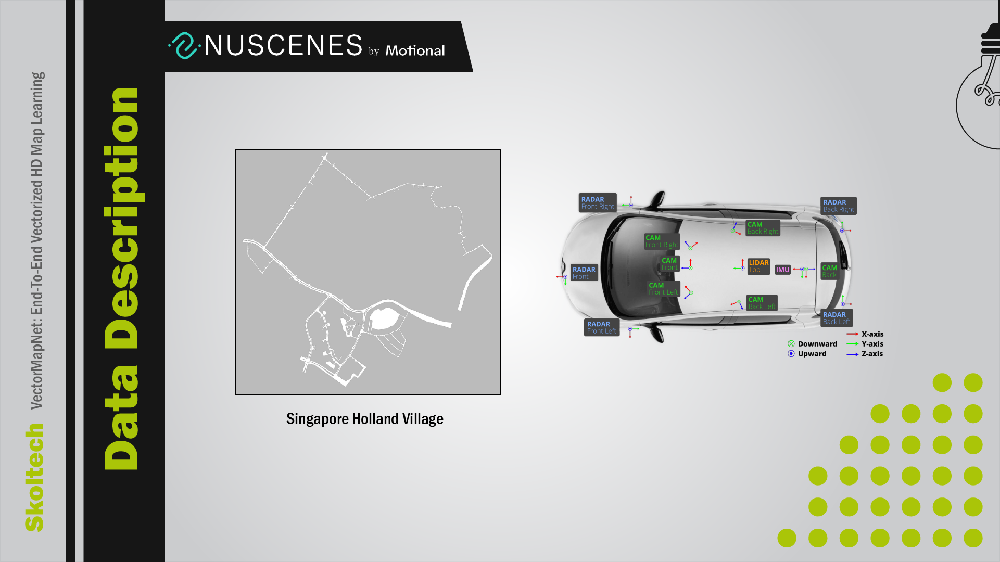 NUSCENES by Motional
Data Description
VectorMapNet: End-To-End Vectorized HD Map Learning
Skoltech
Singapore Holland Village
RADAR
Front Right
RADAR
Back Right
CAM
Back Right
CAM
Front Right
CAM
Front
LIDAR
Top
IMU
CAM
Back
RADAR
Front
CAM
Front Left
CAM
Back Left
RADAR
Front Left
RADAR
Back Left
Downward
Upward
X-axis
Y-axis
Z-axis